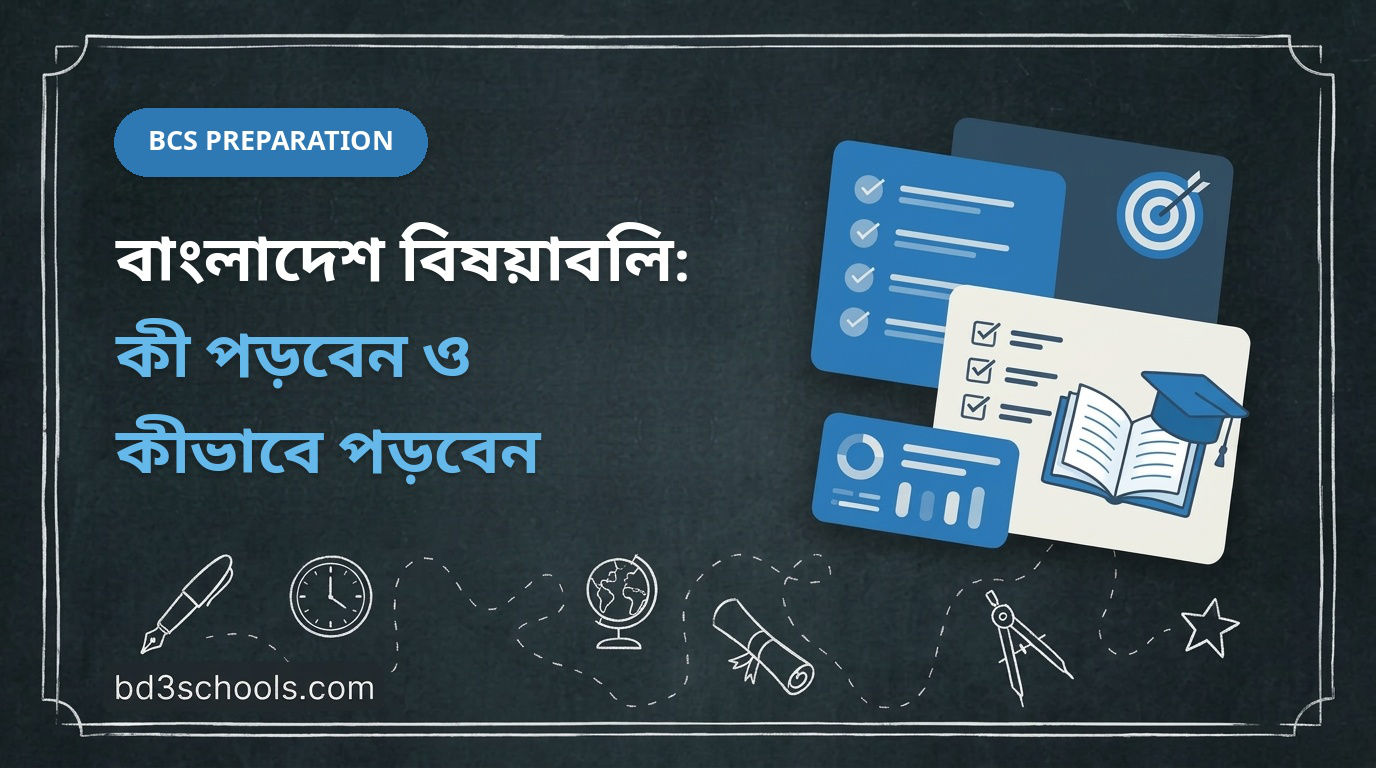 BCS PREPARATION
বাংলাদেশ বিষয়াবলি:
কী পড়বেন ও
কীভাবে পড়বেন
bd3schools.com